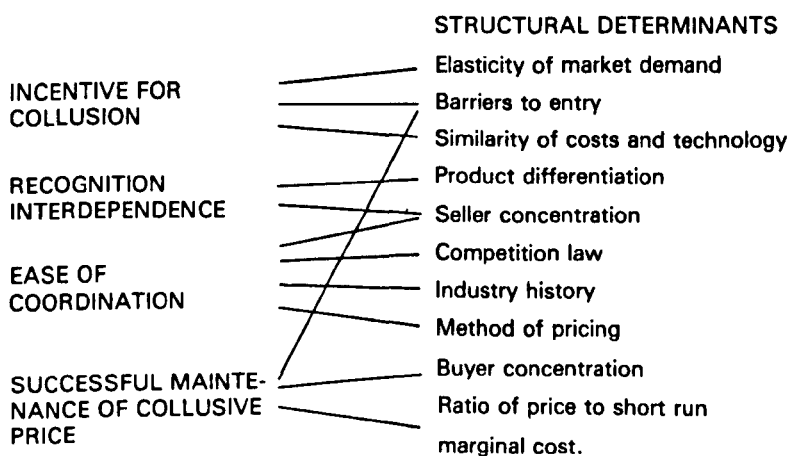 STRUCTURAL DETERMINANTS
INCENTIVE FOR
COLLUSION
RECOGNITION
INTERDEPENDENCE
EASE OF
COORDINATION
SUCCESSFUL MAINTE-
NANCE OF COLLUSIVE
PRICE
Elasticity of market demand
Barriers to entry
Similarity of costs and technology
Product differentiation
Seller concentration
Competition law
Industry history
Method of pricing
Buyer concentration
Ratio of price to short run
marginal cost.